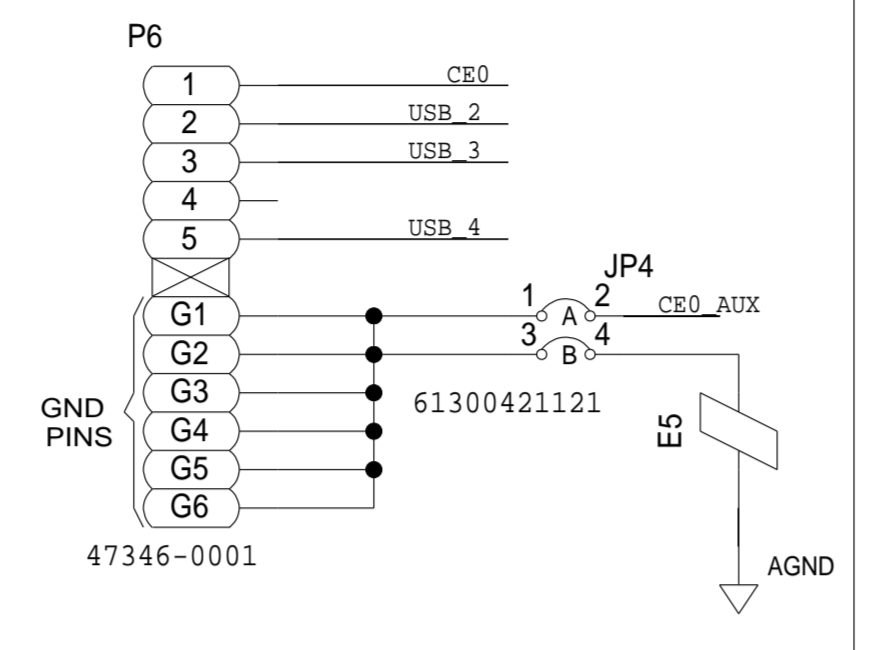 P6
1 CE0
2 USB_2
3 USB_3
4
5 USB_4
JP4
G1 1 A 2 CE0_AUX
G2 3 B 4
G3
GND PINS
61300421121
G4
E5
G5
G6
47346-0001
AGND